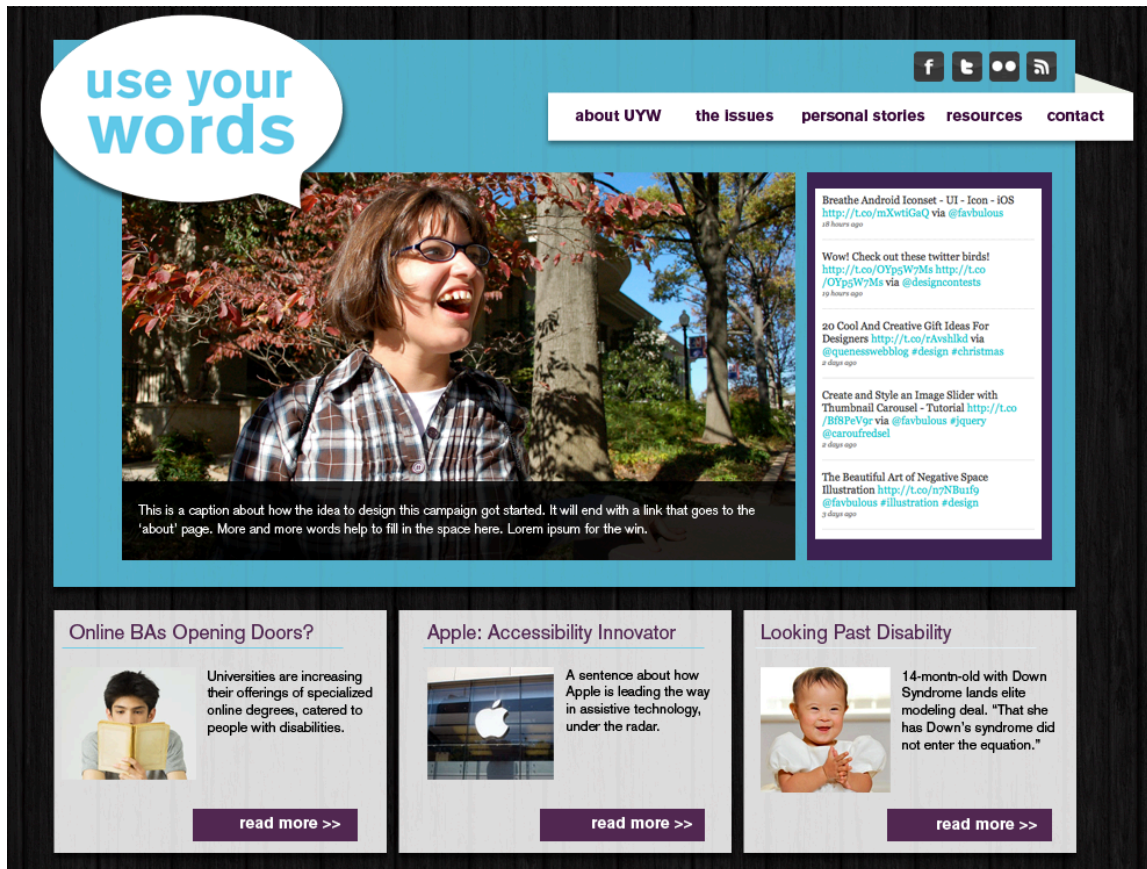 use your
words
f
about UYW the issues personal stories resources contact
Breathe Android Iconset - UI - Icon - iOS
http://t.co/mXwtiGaQ via @favbulous
18 hours ago
Wow! Check out these twitter birds!
http://t.co/OYp5W7Ms http://t.co
/OYp5W7Ms via @designcontests
19 hours ago
20 Cool And Creative Gift Ideas For
Designers http://t.co/rAvshlkd via
@quenesswebblog #design #christmas
2 days ago
Create and Style an Image Slider with
Thumbnail Carousel - Tutorial http://t.co
/Bf8PeV9r via @favbulous #jquery
@caroufredsel
2 days ago
The Beautiful Art of Negative Space
Illustration http://t.co/n7NBu1f9
@favbulous #illustration #design
3 days ago
This is a caption about how the idea to design this campaign got started. It will end with a link that goes to the
'about' page. More and more words help to fill in the space here. Lorem ipsum for the win.
Online BAs Opening Doors?
Universities are increasing
their offerings of specialized
online degrees, catered to
people with disabilities.
read more >>
Apple: Accessibility Innovator
A sentence about how
Apple is leading the way
in assistive technology,
under the radar.
read more >>
Looking Past Disability
14-montn-old with Down
Syndrome lands elite
modeling deal. “That she
has Down's syndrome did
not enter the equation.”
read more >>